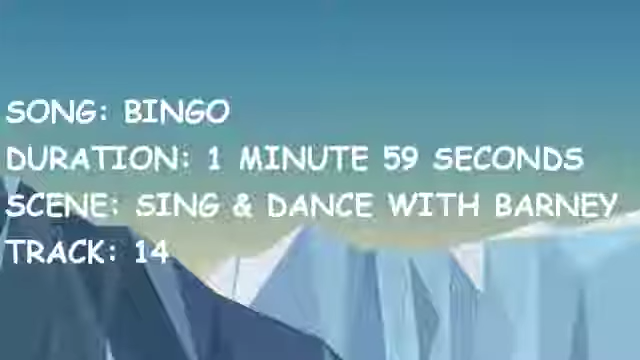 SONG: BINGO
DURATION: 1 MINUTE 59 SECONDS
SCENE: SING & DANCE WITH BARNEY
TRACK: 14